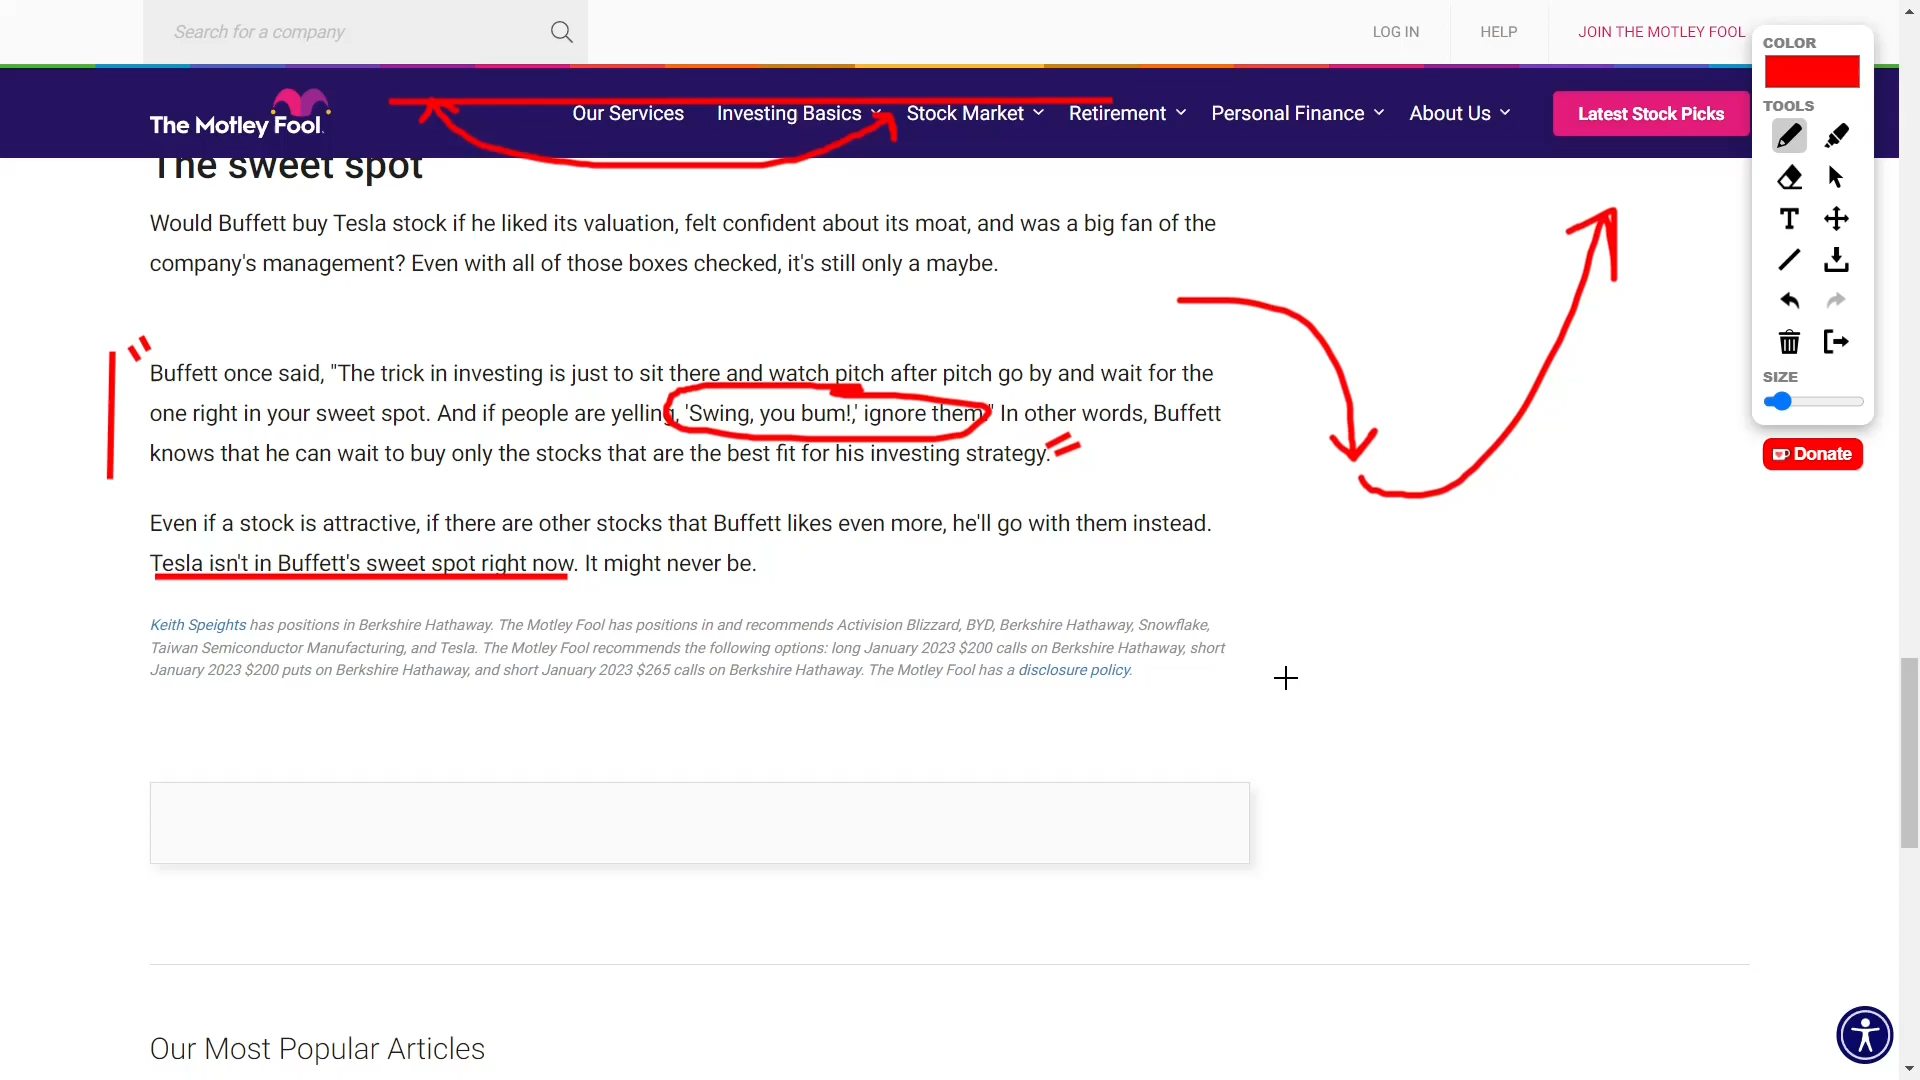 Search for a company
LOG IN
HELP
JOIN THE MOTLEY FOOL
The Motley Fool.
Our Services
Investing Basics
Stock Market
Retirement
Personal Finance
About Us
Latest Stock Picks
COLOR
TOOLS
SIZE
Donate
The sweet spot
Would Buffett buy Tesla stock if he liked its valuation, felt confident about its moat, and was a big fan of the
company's management? Even with all of those boxes checked, it's still only a maybe.
Buffett once said, "The trick in investing is just to sit there and watch pitch after pitch go by and wait for the
one right in your sweet spot. And if people are yelling, 'Swing, you bum!,' ignore them." In other words, Buffett
knows that he can wait to buy only the stocks that are the best fit for his investing strategy.
Even if a stock is attractive, if there are other stocks that Buffett likes even more, he'll go with them instead.
Tesla isn't in Buffett's sweet spot right now. It might never be.
Keith Speights has positions in Berkshire Hathaway. The Motley Fool has positions in and recommends Activision Blizzard, BYD, Berkshire Hathaway, Snowflake,
Taiwan Semiconductor Manufacturing, and Tesla. The Motley Fool recommends the following options: long January 2023 $200 calls on Berkshire Hathaway, short
January 2023 $200 puts on Berkshire Hathaway, and short January 2023 $265 calls on Berkshire Hathaway. The Motley Fool has a disclosure policy.
Our Most Popular Articles